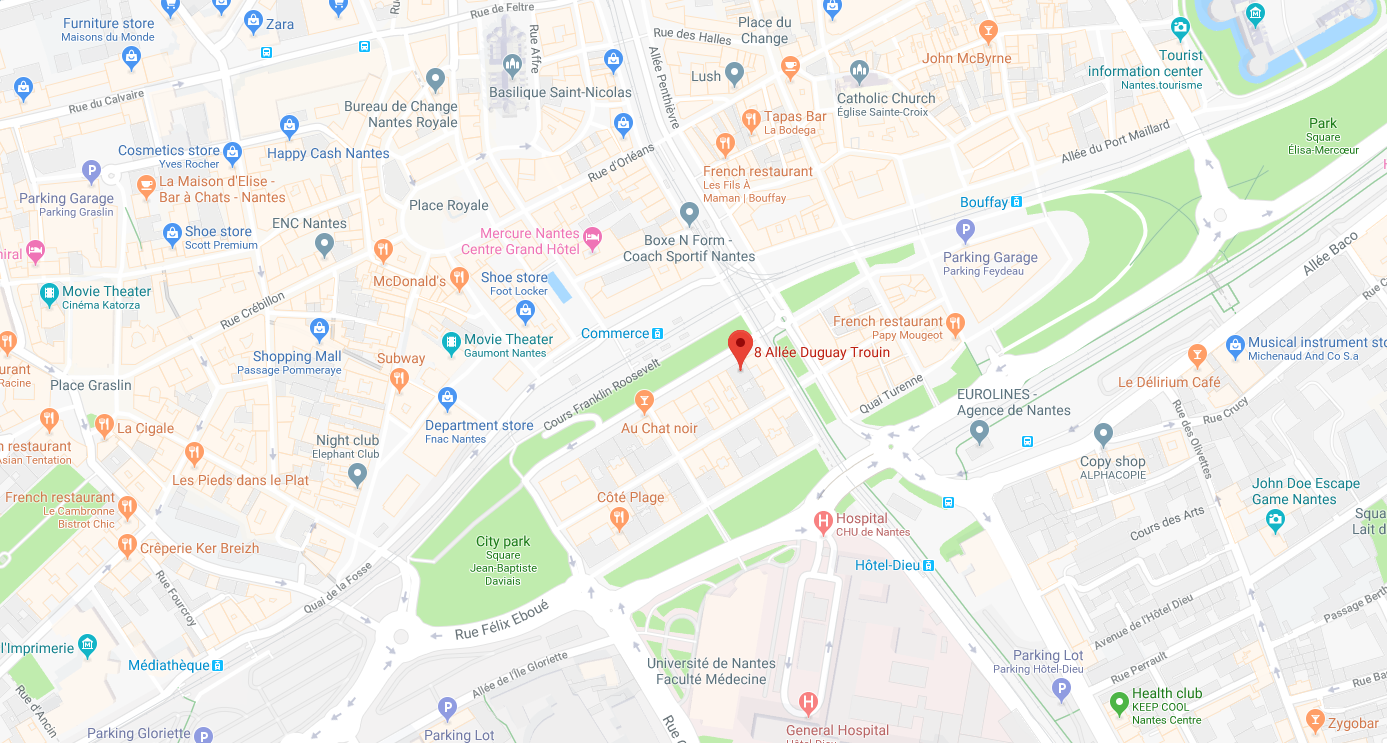 Furniture store
Maisons du Monde
Zara
Rue de Feltre
Rue Affre
Rue des Halles
Place du
Change
John McByrne
Tourist
information center
Nantes.tourisme
Rue du Calvaire
Bureau de Change
Nantes Royale
Basilique Saint-Nicolas
Allée Penthièvre
Lush
Catholic Church
Église Sainte-Croix
Tapas Bar
La Bodega
Park
Square
Élisa-Mercœur
Allée du Port Maillard
Cosmetics store
Yves Rocher
Happy Cash Nantes
Rue d'Orléans
French restaurant
Les Fils À
Maman | Bouffay
Parking Garage
Parking Graslin
La Maison d'Elise -
Bar à Chats - Nantes
Place Royale
Bouffay
ENC Nantes
Shoe store
Scott Premium
Mercure Nantes
Centre Grand Hôtel
Boxe N Form -
Coach Sportif Nantes
Parking Garage
Parking Feydeau
Allée Baco
miral
McDonald's
Shoe store
Foot Locker
Movie Theater
Cinéma Katorza
Rue Crébillon
Commerce
French restaurant
Papy Mougeot
Movie Theater
Gaumont Nantes
8 Allée Duguay Trouin
Musical instrument sto
Michenaud And Co S.a
Shopping Mall
Passage Pommeraye
Subway
Cours Franklin Roosevelt
Quai Turenne
Le Délirium Café
urant
Racine
Place Graslin
EUROLINES -
Agence de Nantes
Rue Crucy
Rue des Olivettes
La Cigale
Department store
Fnac Nantes
Au Chat noir
Night club
Elephant Club
n restaurant
Asian Tentation
Copy shop
ALPHACOPIE
Les Pieds dans le Plat
Côté Plage
John Doe Escape
Game Nantes
French restaurant
Le Cambronne
Bistrot Chic
Hospital
CHU de Nantes
Cours des Arts
Squa
Lait d
Crêperie Ker Breizh
City park
Square
Jean-Baptiste
Daviais
Hôtel-Dieu
Quai de la Fosse
Rue Fourcroy
Rue Félix Eboué
Avenue de l'Hôtel Dieu
Passage Berth
l'Imprimerie
Médiathèque
Allée de l'Île Gloriette
Université de Nantes
Faculté Médecine
Parking Lot
Parking Hôtel-Dieu
Rue Perrault
Rue Ba
Rue d'Ancin
Health club
KEEP COOL
Nantes Centre
Parking Gloriette
Parking Lot
General Hospital
Zygobar